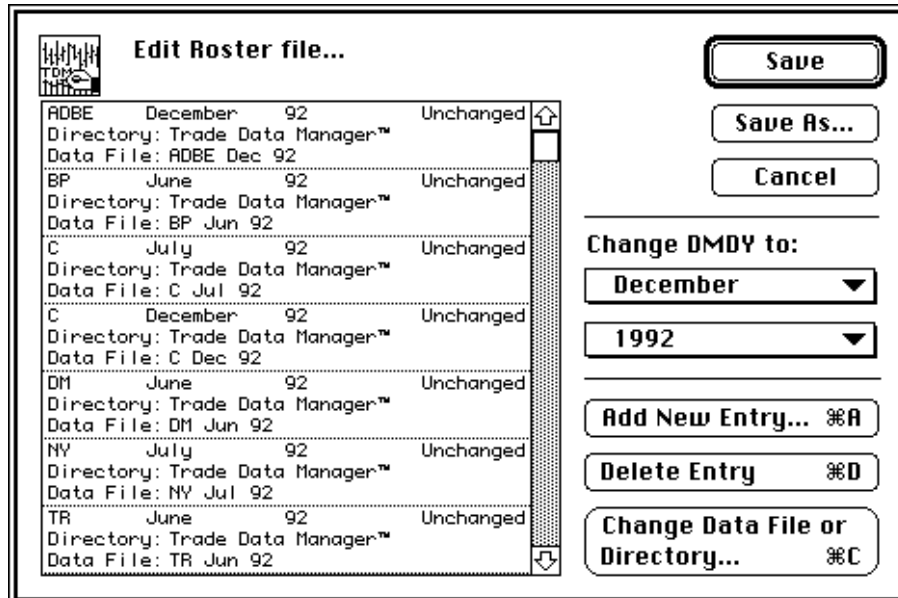 TDM
Edit Roster file...
Save
Save As...
Cancel
ADBE December 92 Unchanged
Directory: Trade Data Manager™
Data File: ADBE Dec 92
BP June 92 Unchanged
Directory: Trade Data Manager™
Data File: BP Jun 92
C July 92 Unchanged
Directory: Trade Data Manager™
Data File: C Jul 92
C December 92 Unchanged
Directory: Trade Data Manager™
Data File: C Dec 92
DM June 92 Unchanged
Directory: Trade Data Manager™
Data File: DM Jun 92
NY July 92 Unchanged
Directory: Trade Data Manager™
Data File: NY Jul 92
TR June 92 Unchanged
Directory: Trade Data Manager™
Data File: TR Jun 92
Change DMDY to:
December
1992
Add New Entry... ⌘A
Delete Entry ⌘D
Change Data File or
Directory... ⌘C